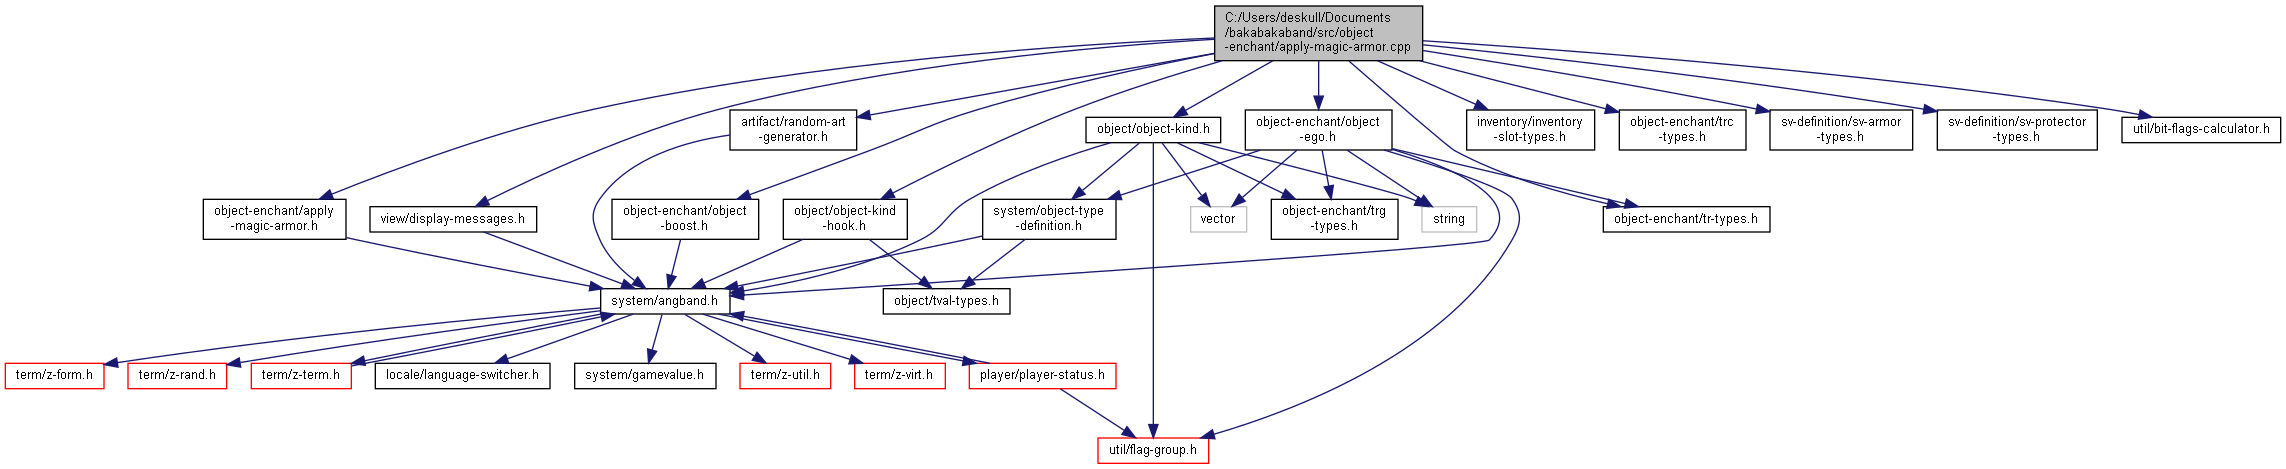 C:/Users/deskull/Documents
/bakabakaband/src/object
-enchant/apply-magic-armor.cpp
artifact/random-art
-generator.h
object/object-kind.h
object-enchant/object
-ego.h
inventory/inventory
-slot-types.h
object-enchant/trc
-types.h
sv-definition/sv-armor
-types.h
sv-definition/sv-protector
-types.h
util/bit-flags-calculator.h
object-enchant/apply
-magic-armor.h
view/display-messages.h
object-enchant/object
-boost.h
object/object-kind
-hook.h
system/object-type
-definition.h
vector
object-enchant/trg
-types.h
string
object-enchant/tr-types.h
system/angband.h
object/tval-types.h
term/z-form.h
term/z-rand.h
term/z-term.h
locale/language-switcher.h
system/gamevalue.h
term/z-util.h
term/z-virt.h
player/player-status.h
util/flag-group.h